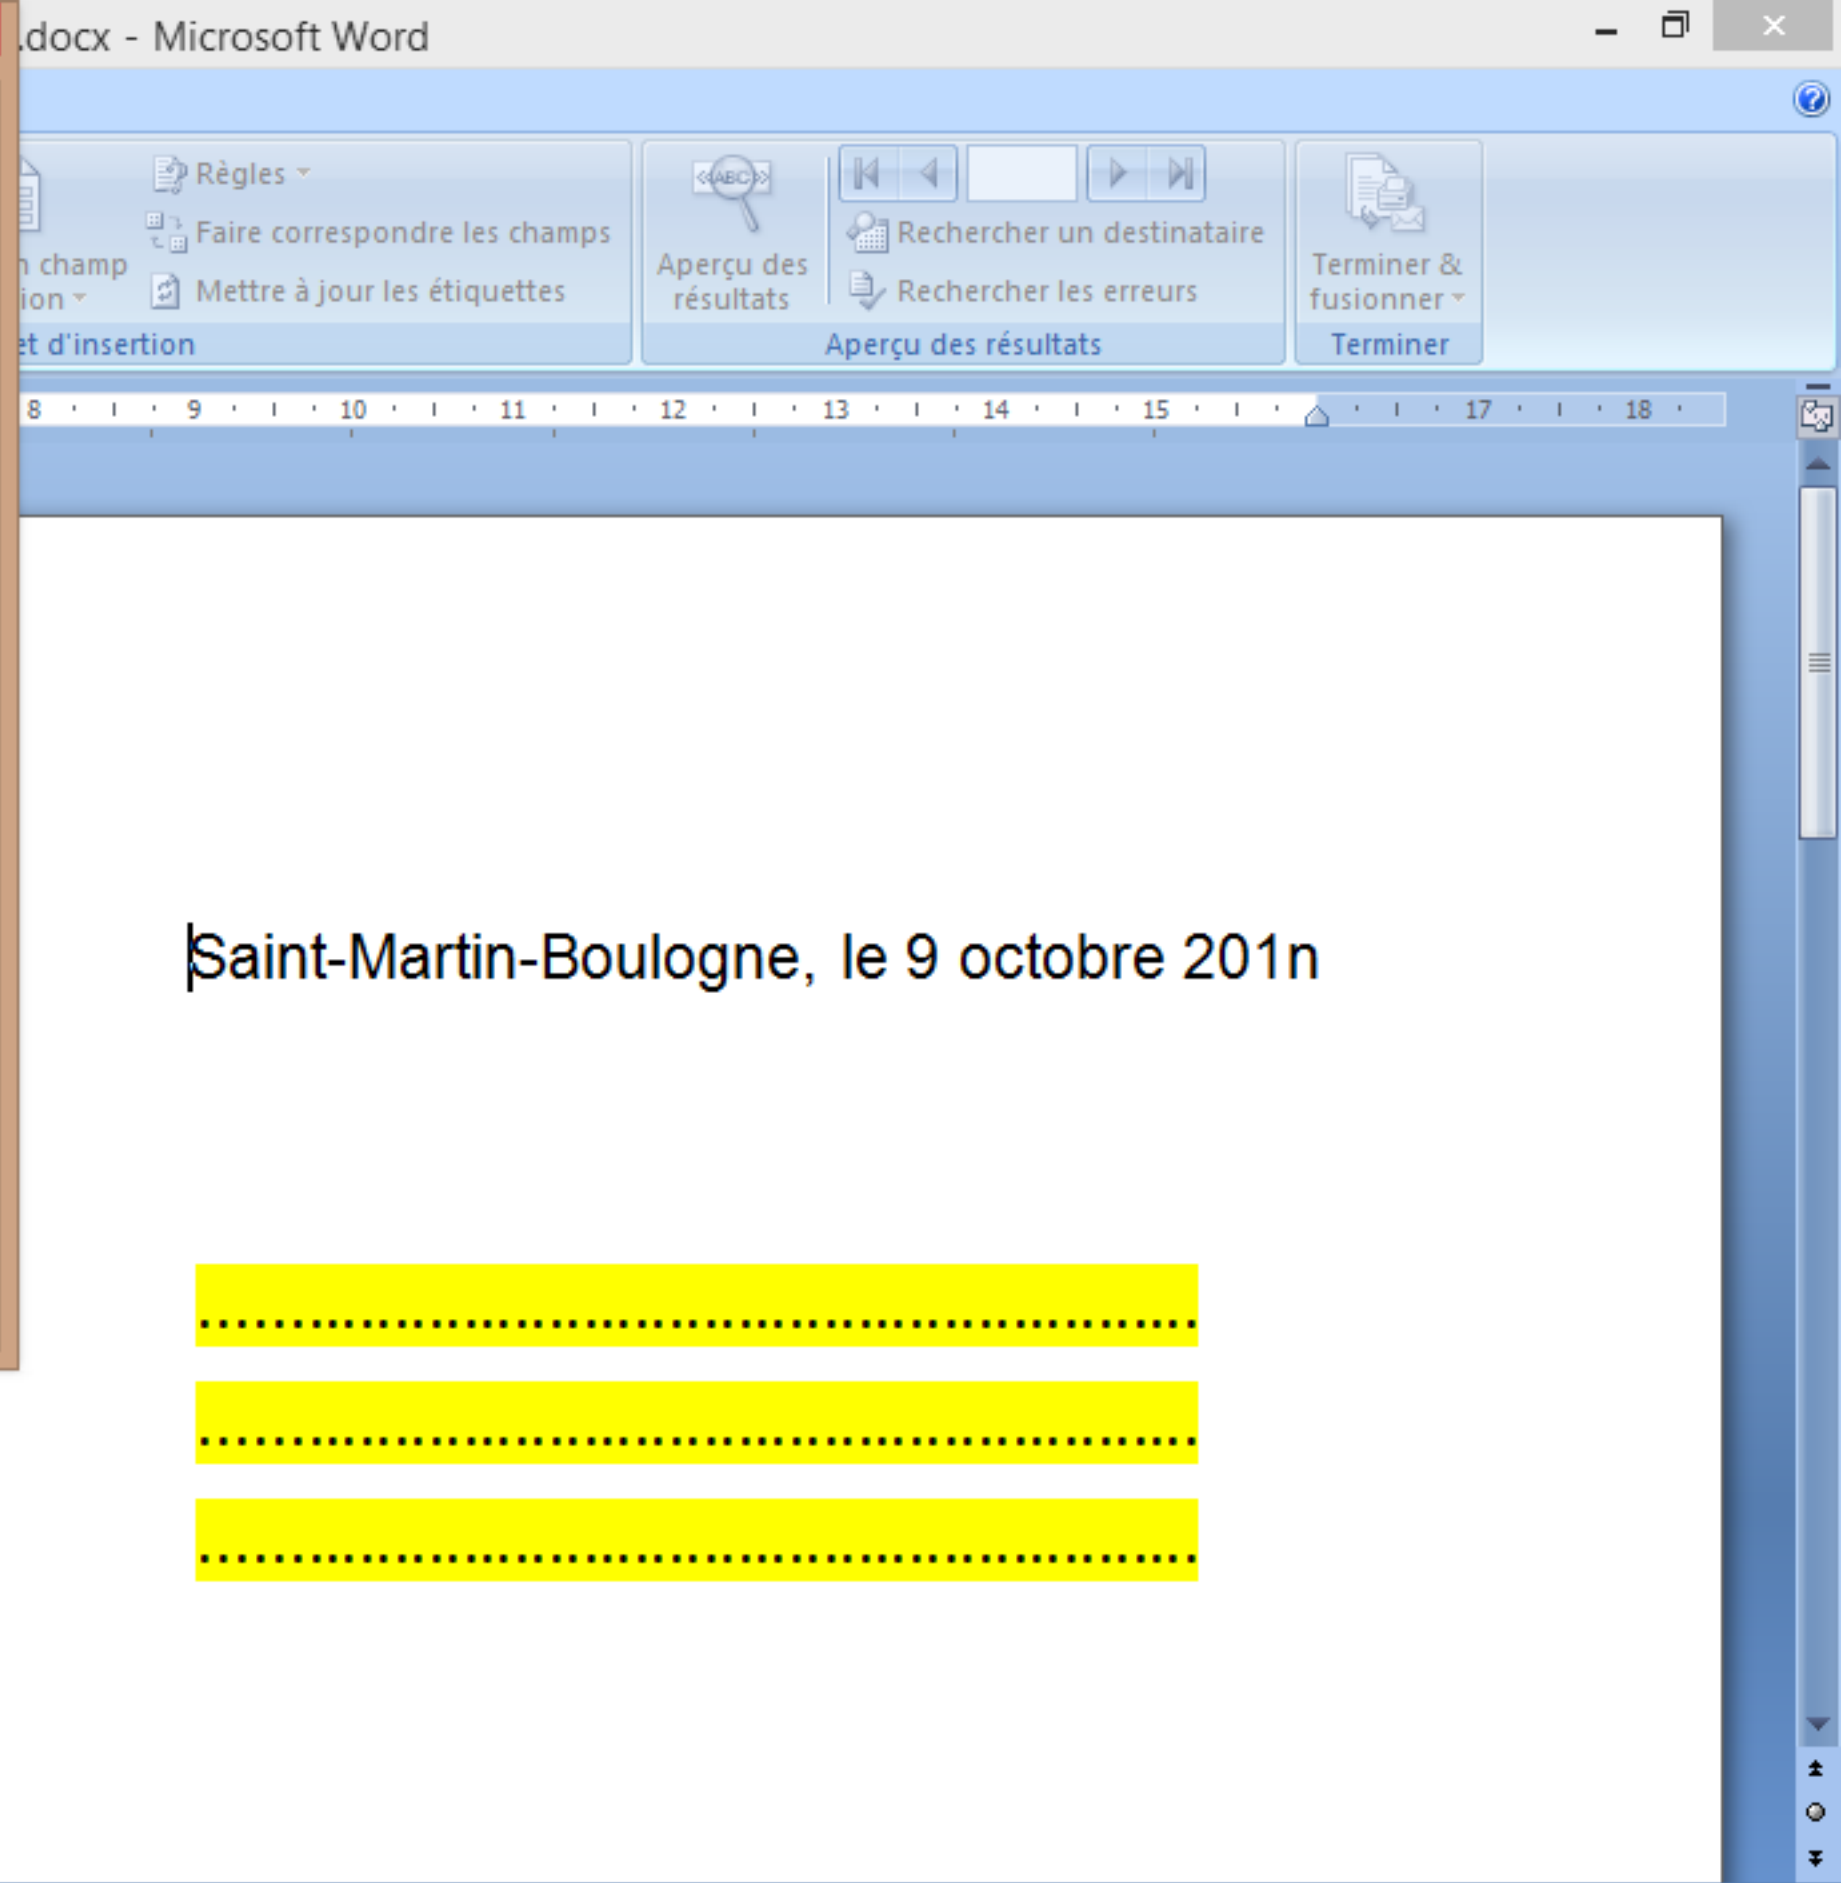 .docx - Microsoft Word
Règles
Faire correspondre les champs
Mettre à jour les étiquettes
champ
et d'insertion
«ABC»
Aperçu des
résultats
Rechercher un destinataire
Rechercher les erreurs
Aperçu des résultats
Terminer &
fusionner
Terminer
8 9 10 11 12 13 14 15 17 18
Saint-Martin-Boulogne, le 9 octobre 201n